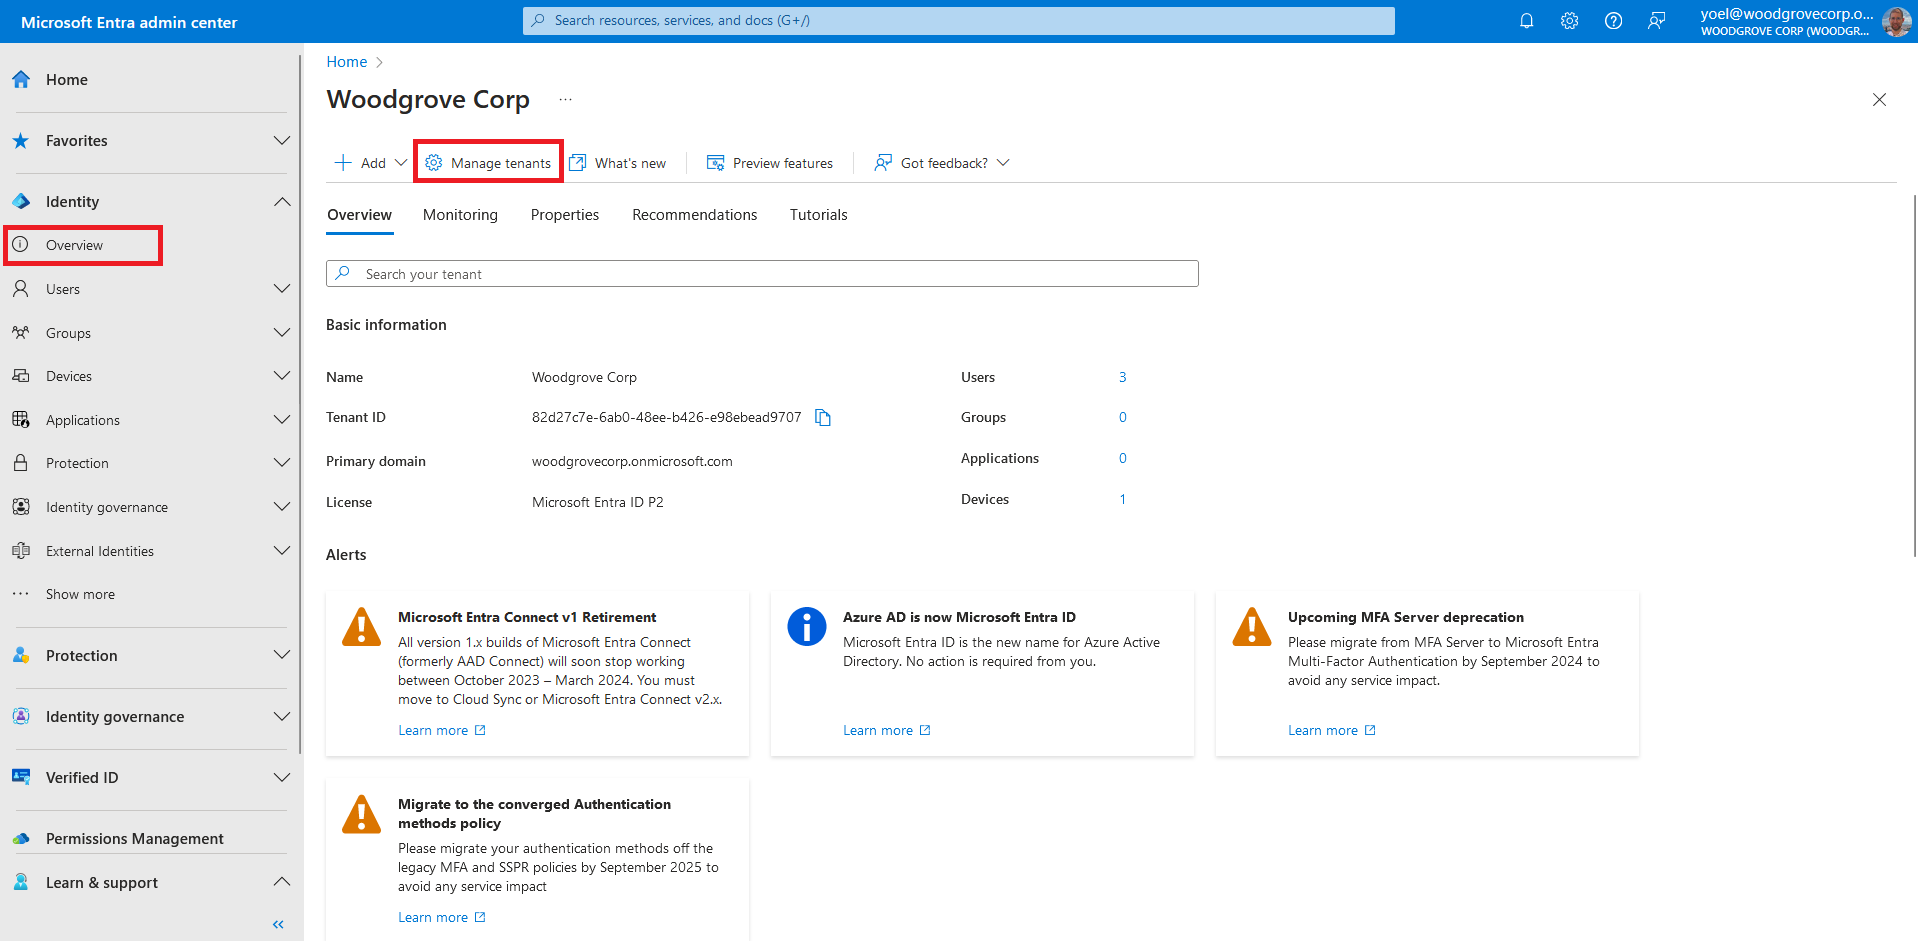 Microsoft Entra admin center
Search resources, services, and docs (G+/)
yoel@woodgrovecorp.o...
WOODGROVE CORP (WOODGR...
Home
Favorites
Identity
Overview
Users
Groups
Devices
Applications
Protection
Identity governance
External Identities
Show more
Protection
Identity governance
Verified ID
Permissions Management
Learn & support
Home
Woodgrove Corp
Add
Manage tenants
What's new
Preview features
Got feedback?
Overview
Monitoring
Properties
Recommendations
Tutorials
Search your tenant
Basic information
Name
Woodgrove Corp
Users
3
Tenant ID
82d27c7e-6ab0-48ee-b426-e98ebead9707
Groups
0
Primary domain
woodgrovecorp.onmicrosoft.com
Applications
0
License
Microsoft Entra ID P2
Devices
1
Alerts
Microsoft Entra Connect v1 Retirement
All version 1.x builds of Microsoft Entra Connect
(formerly AAD Connect) will soon stop working
between October 2023 – March 2024. You must
move to Cloud Sync or Microsoft Entra Connect v2.x.
Learn more
Azure AD is now Microsoft Entra ID
Microsoft Entra ID is the new name for Azure Active
Directory. No action is required from you.
Learn more
Upcoming MFA Server deprecation
Please migrate from MFA Server to Microsoft Entra
Multi-Factor Authentication by September 2024 to
avoid any service impact.
Learn more
Migrate to the converged Authentication
methods policy
Please migrate your authentication methods off the
legacy MFA and SSPR policies by September 2025 to
avoid any service impact
Learn more